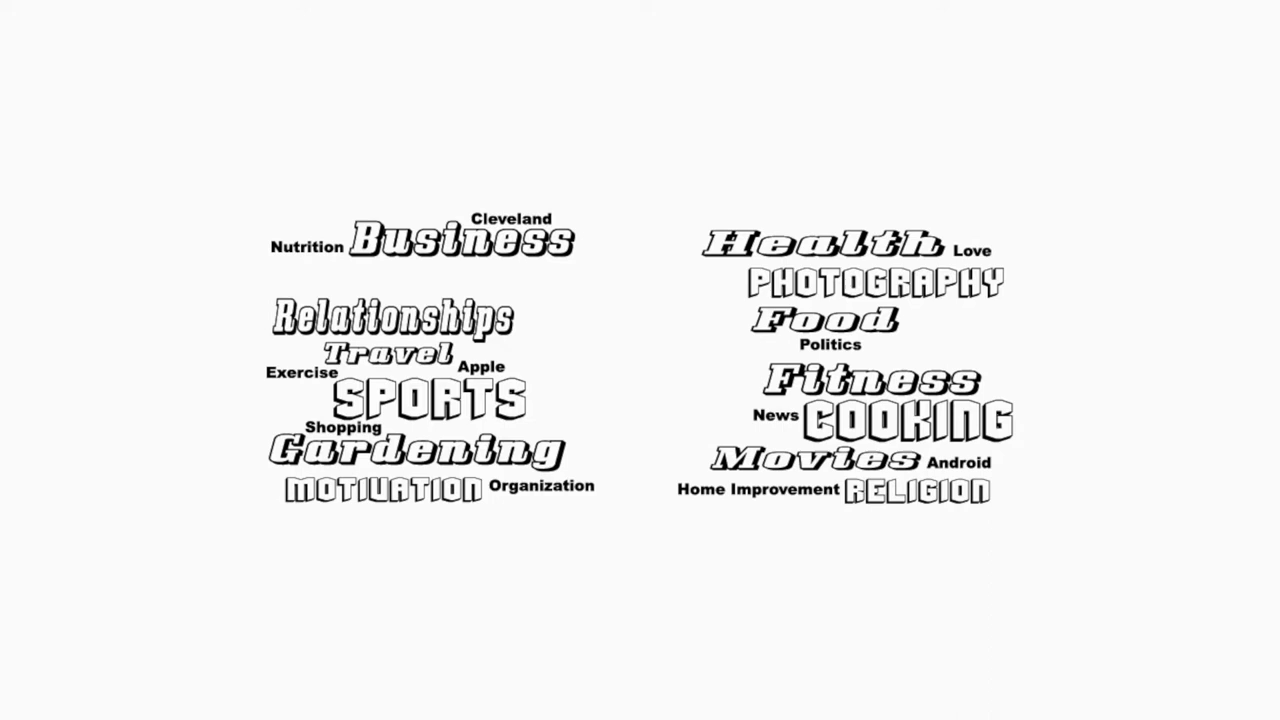 Cleveland
Nutrition Business
Relationships
Travel
Exercise Apple
SPORTS
Shopping
Gardening
MOTIVATION Organization
Health Love
PHOTOGRAPHY
Food
Politics
Fitness
News COOKING
Movies Android
Home Improvement RELIGION